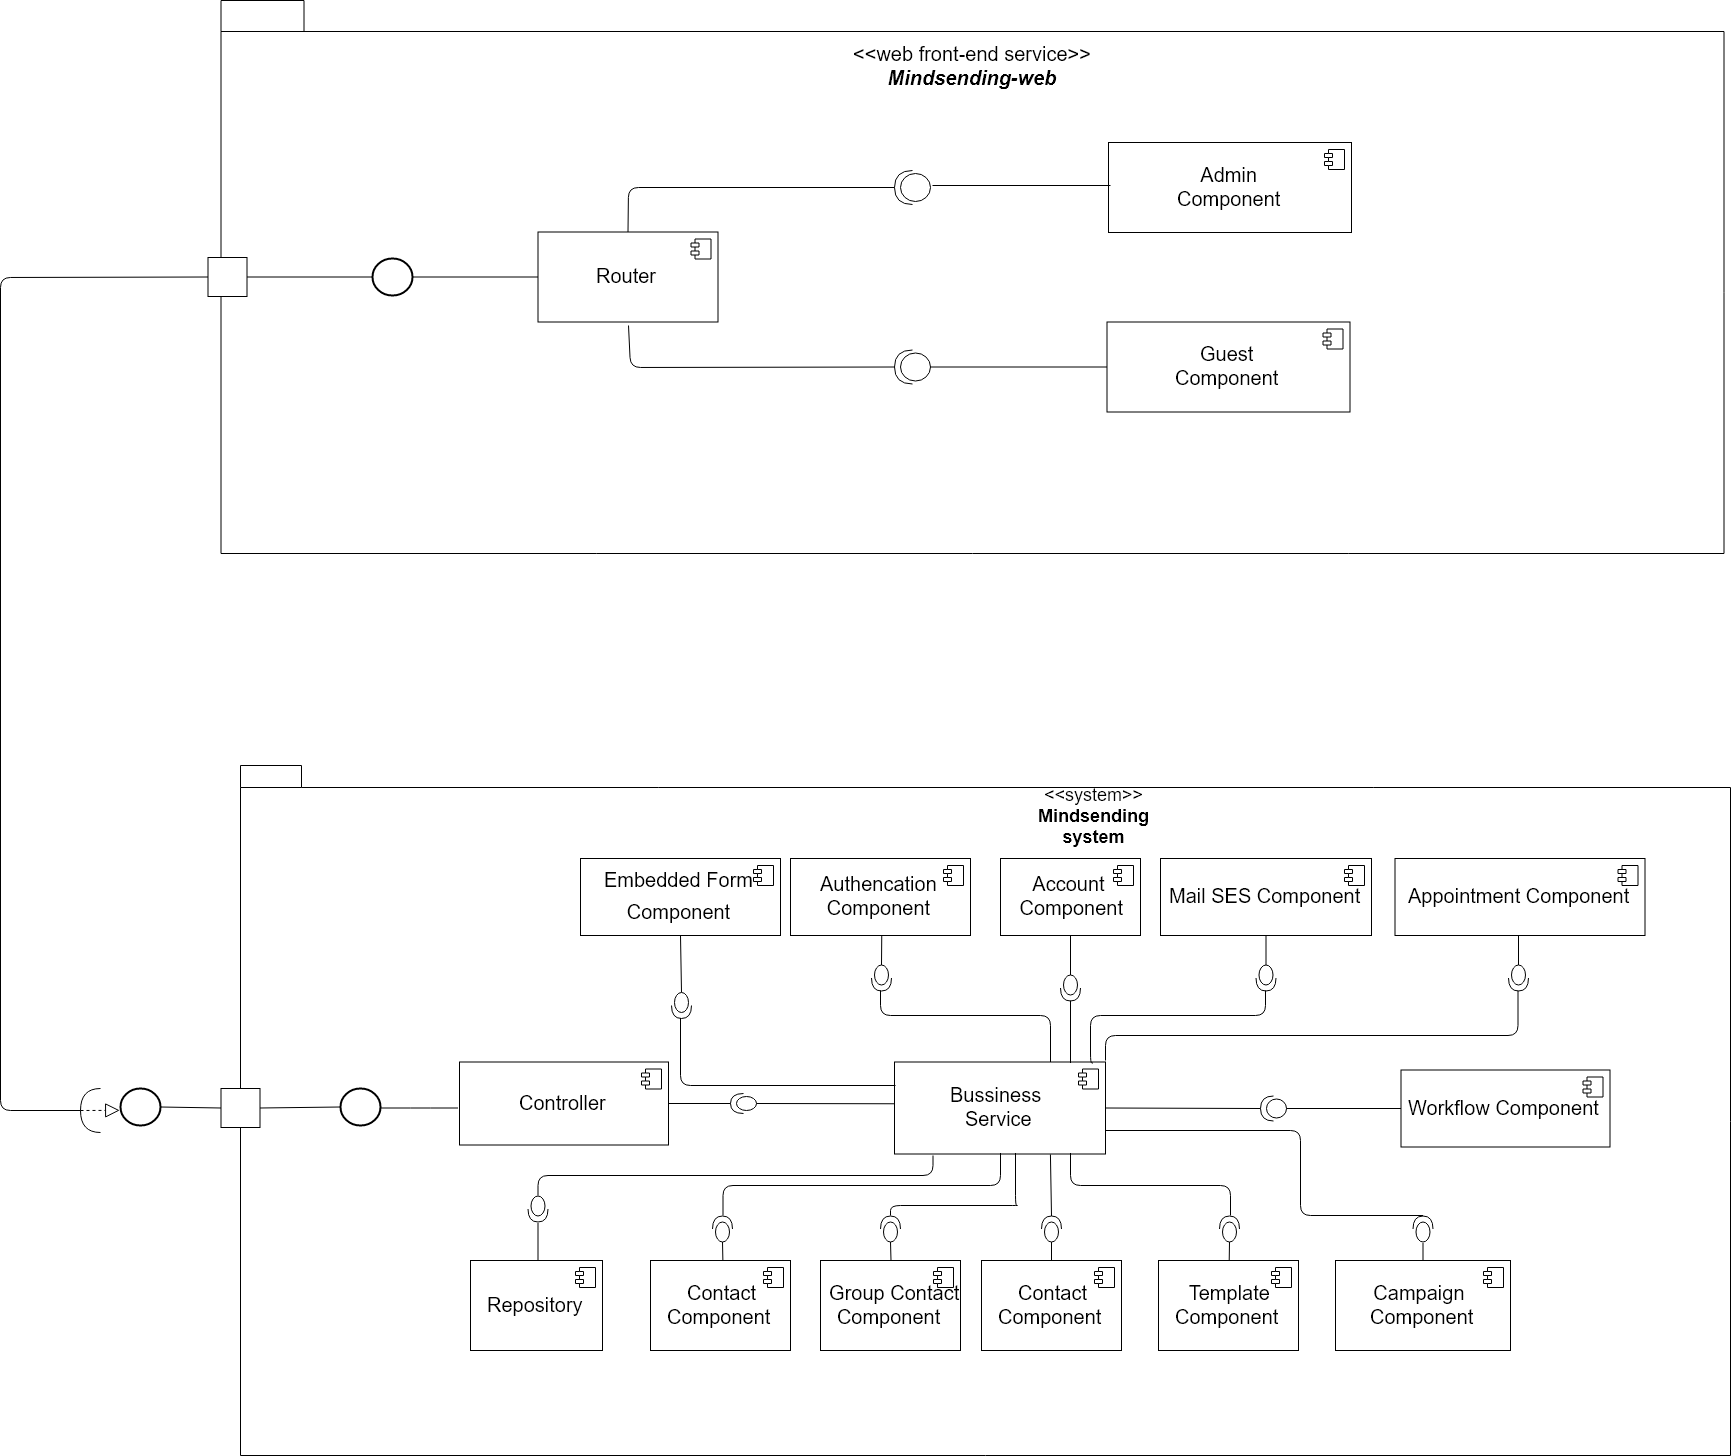 <<web front-end service>>
Mindsending-web
Admin
Component
Router
Guest
Component
<<system>>
Mindsending
system
Embedded Form
Component
Authencation
Component
Account
Component
Mail SES Component
Appointment Component
Controller
Bussiness
Service
Workflow Component
Repository
Contact
Component
Group Contact
Component
Contact
Component
Template
Component
Campaign
Component